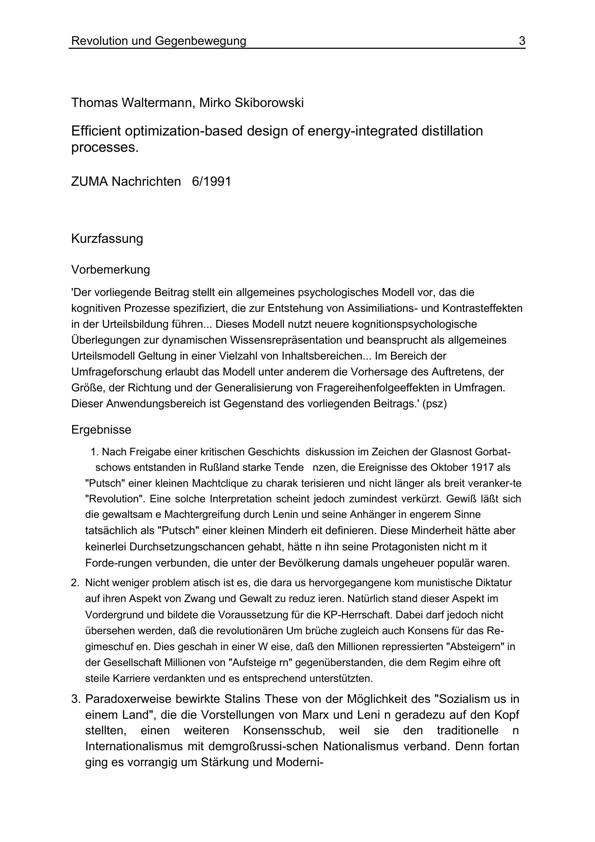 Revolution und Gegenbewegung 3
Thomas Waltermann, Mirko Skiborowski
Efficient optimization-based design of energy-integrated distillation
processes.
ZUMA Nachrichten 6/1991
Kurzfassung
Vorbemerkung
'Der vorliegende Beitrag stellt ein allgemeines psychologisches Modell vor, das die
kognitiven Prozesse spezifiziert, die zur Entstehung von Assimiliations- und Kontrasteffekten
in der Urteilsbildung führen... Dieses Modell nutzt neuere kognitionspsychologische
Überlegungen zur dynamischen Wissensrepräsentation und beansprucht als allgemeines
Urteilsmodell Geltung in einer Vielzahl von Inhaltsbereichen... Im Bereich der
Umfrageforschung erlaubt das Modell unter anderem die Vorhersage des Auftretens, der
Größe, der Richtung und der Generalisierung von Fragereihenfolgeeffekten in Umfragen.
Dieser Anwendungsbereich ist Gegenstand des vorliegenden Beitrags.' (psz)
Ergebnisse
1. Nach Freigabe einer kritischen Geschichts diskussion im Zeichen der Glasnost Gorbat-
schows entstanden in Rußland starke Tende nzen, die Ereignisse des Oktober 1917 als
"Putsch" einer kleinen Machtclique zu charak terisieren und nicht länger als breit veranker-te
"Revolution". Eine solche Interpretation scheint jedoch zumindest verkürzt. Gewiß läßt sich
die gewaltsam e Machtergreifung durch Lenin und seine Anhänger in engerem Sinne
tatsächlich als "Putsch" einer kleinen Minderh eit definieren. Diese Minderheit hätte aber
keinerlei Durchsetzungschancen gehabt, hätte n ihn seine Protagonisten nicht m it
Forde-rungen verbunden, die unter der Bevölkerung damals ungeheuer populär waren.
2. Nicht weniger problem atisch ist es, die dara us hervorgegangene kom munistische Diktatur
auf ihren Aspekt von Zwang und Gewalt zu reduz ieren. Natürlich stand dieser Aspekt im
Vordergrund und bildete die Voraussetzung für die KP-Herrschaft. Dabei darf jedoch nicht
übersehen werden, daß die revolutionären Um brüche zugleich auch Konsens für das Re-
gimeschuf en. Dies geschah in einer W eise, daß den Millionen repressierten "Absteigern" in
der Gesellschaft Millionen von "Aufsteige rn" gegenüberstanden, die dem Regim eihre oft
steile Karriere verdankten und es entsprechend unterstützten.
3. Paradoxerweise bewirkte Stalins These von der Möglichkeit des "Sozialism us in
einem Land", die die Vorstellungen von Marx und Leni n geradezu auf den Kopf
stellten, einen weiteren Konsensschub, weil sie den traditionelle n
Internationalismus mit demgroßrussi-schen Nationalismus verband. Denn fortan
ging es vorrangig um Stärkung und Moderni-